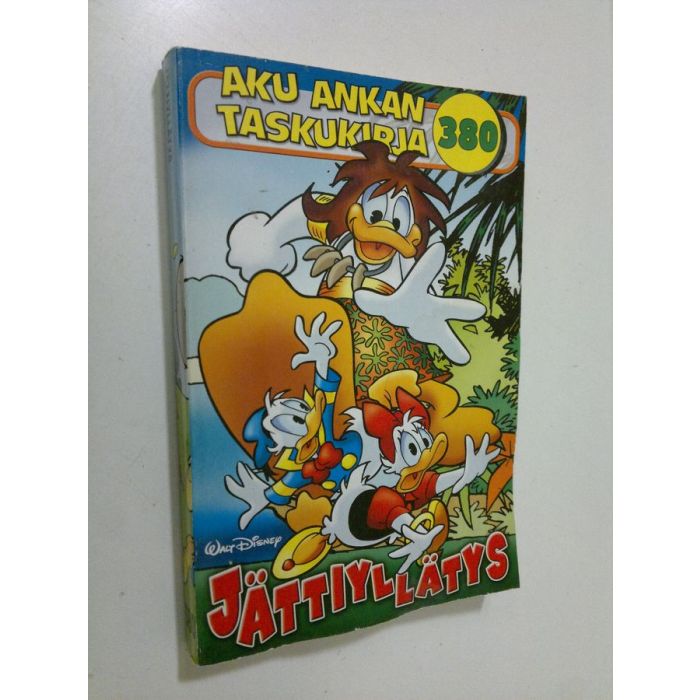 AKU ANKAN
TASKUKIRJA
380
WALT DISNEY
JÄTTIYLLÄTYS